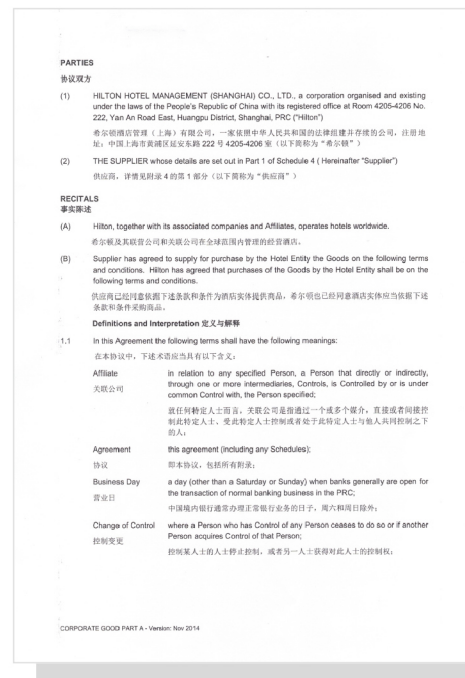 PARTIES
协议双方
(1) HILTON HOTEL MANAGEMENT (SHANGHAI) CO., LTD., a corporation organised and existing
under the laws of the People's Republic of China with its registered office at Room 4205-4206 No.
222, Yan An Road East, Huangpu District, Shanghai, PRC ("Hilton")
希尔顿酒店管理（上海）有限公司，一家依照中华人民共和国的法律组建并存续的公司，注册地
址：中国上海市黄浦区延安东路 222 号 4205-4206 室（以下简称为“希尔顿”）
(2) THE SUPPLIER whose details are set out in Part 1 of Schedule 4 ( Hereinafter "Supplier")
供应商，详情见附录 4 的第 1 部分（以下简称为“供应商”）
RECITALS
事实陈述
(A) Hilton, together with its associated companies and Affiliates, operates hotels worldwide.
希尔顿及其联营公司和关联公司在全球范围内管理的经营酒店。
(B) Supplier has agreed to supply for purchase by the Hotel Entity the Goods on the following terms
and conditions. Hilton has agreed that purchases of the Goods by the Hotel Entity shall be on the
following terms and conditions.
供应商已经同意依据下述条款和条件为酒店实体提供商品，希尔顿也已经同意酒店实体应当依据下述
条款和条件采购商品。
Definitions and Interpretation 定义与解释
1.1 In this Agreement the following terms shall have the following meanings:
在本协议中，下述术语应当具有以下含义：
Affiliate in relation to any specified Person, a Person that directly or indirectly,
关联公司 through one or more intermediaries, Controls, is Controlled by or is under
common Control with, the Person specified;
就任何特定人士而言，关联公司是指通过一个或多个媒介，直接或者间接控
制此特定人士、受此特定人士控制或者处于此特定人士与他人共同控制之下
的人；
Agreement this agreement (including any Schedules);
协议 即本协议，包括所有附录；
Business Day a day (other than a Saturday or Sunday) when banks generally are open for
营业日 the transaction of normal banking business in the PRC;
中国境内银行通常办理正常银行业务的日子，周六和周日除外；
Change of Control where a Person who has Control of any Person ceases to do so or if another
控制变更 Person acquires Control of that Person;
控制某人士的人士停止控制，或者另一人士获得对此人士的控制权；
CORPORATE GOOD PART A - Version: Nov 2014